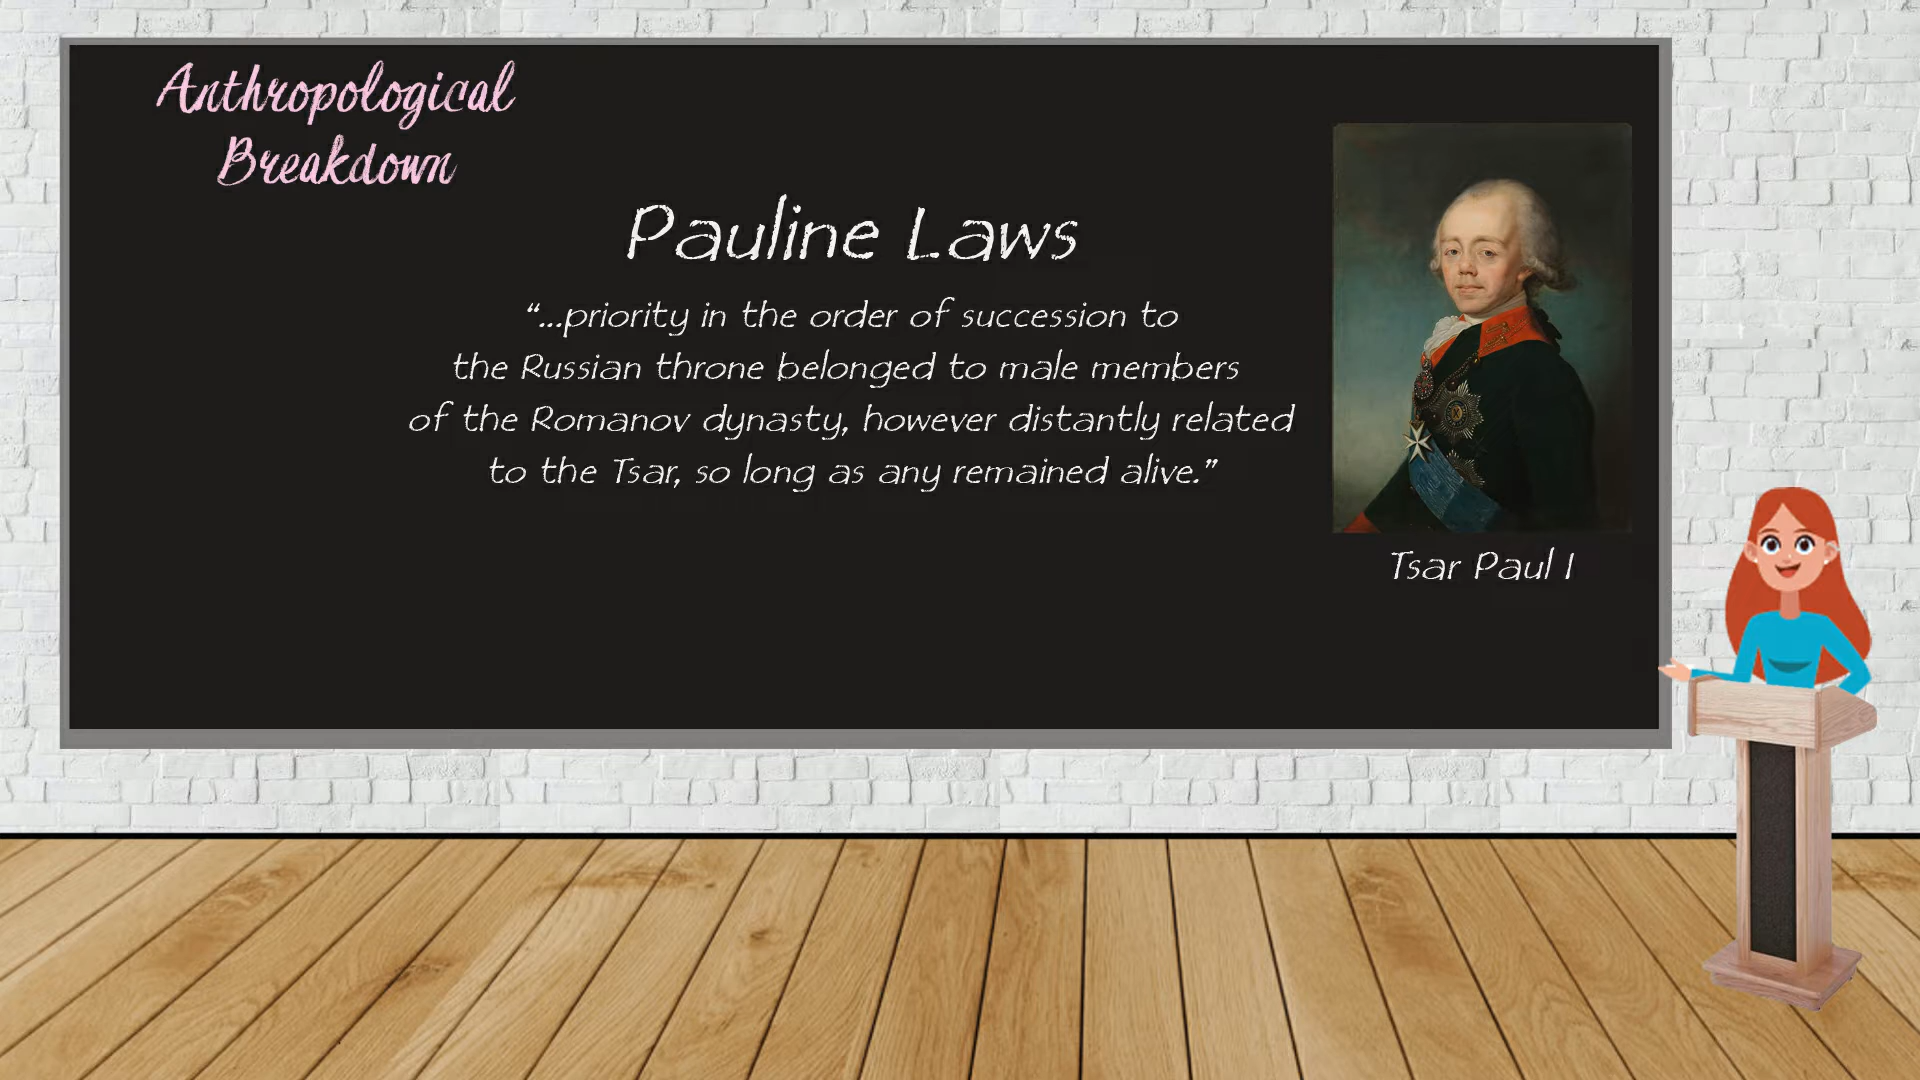 Anthropological
Breakdown
Pauline Laws
“...priority in the order of succession to
the Russian throne belonged to male members
of the Romanov dynasty, however distantly related
to the Tsar, so long as any remained alive.”
Tsar Paul I